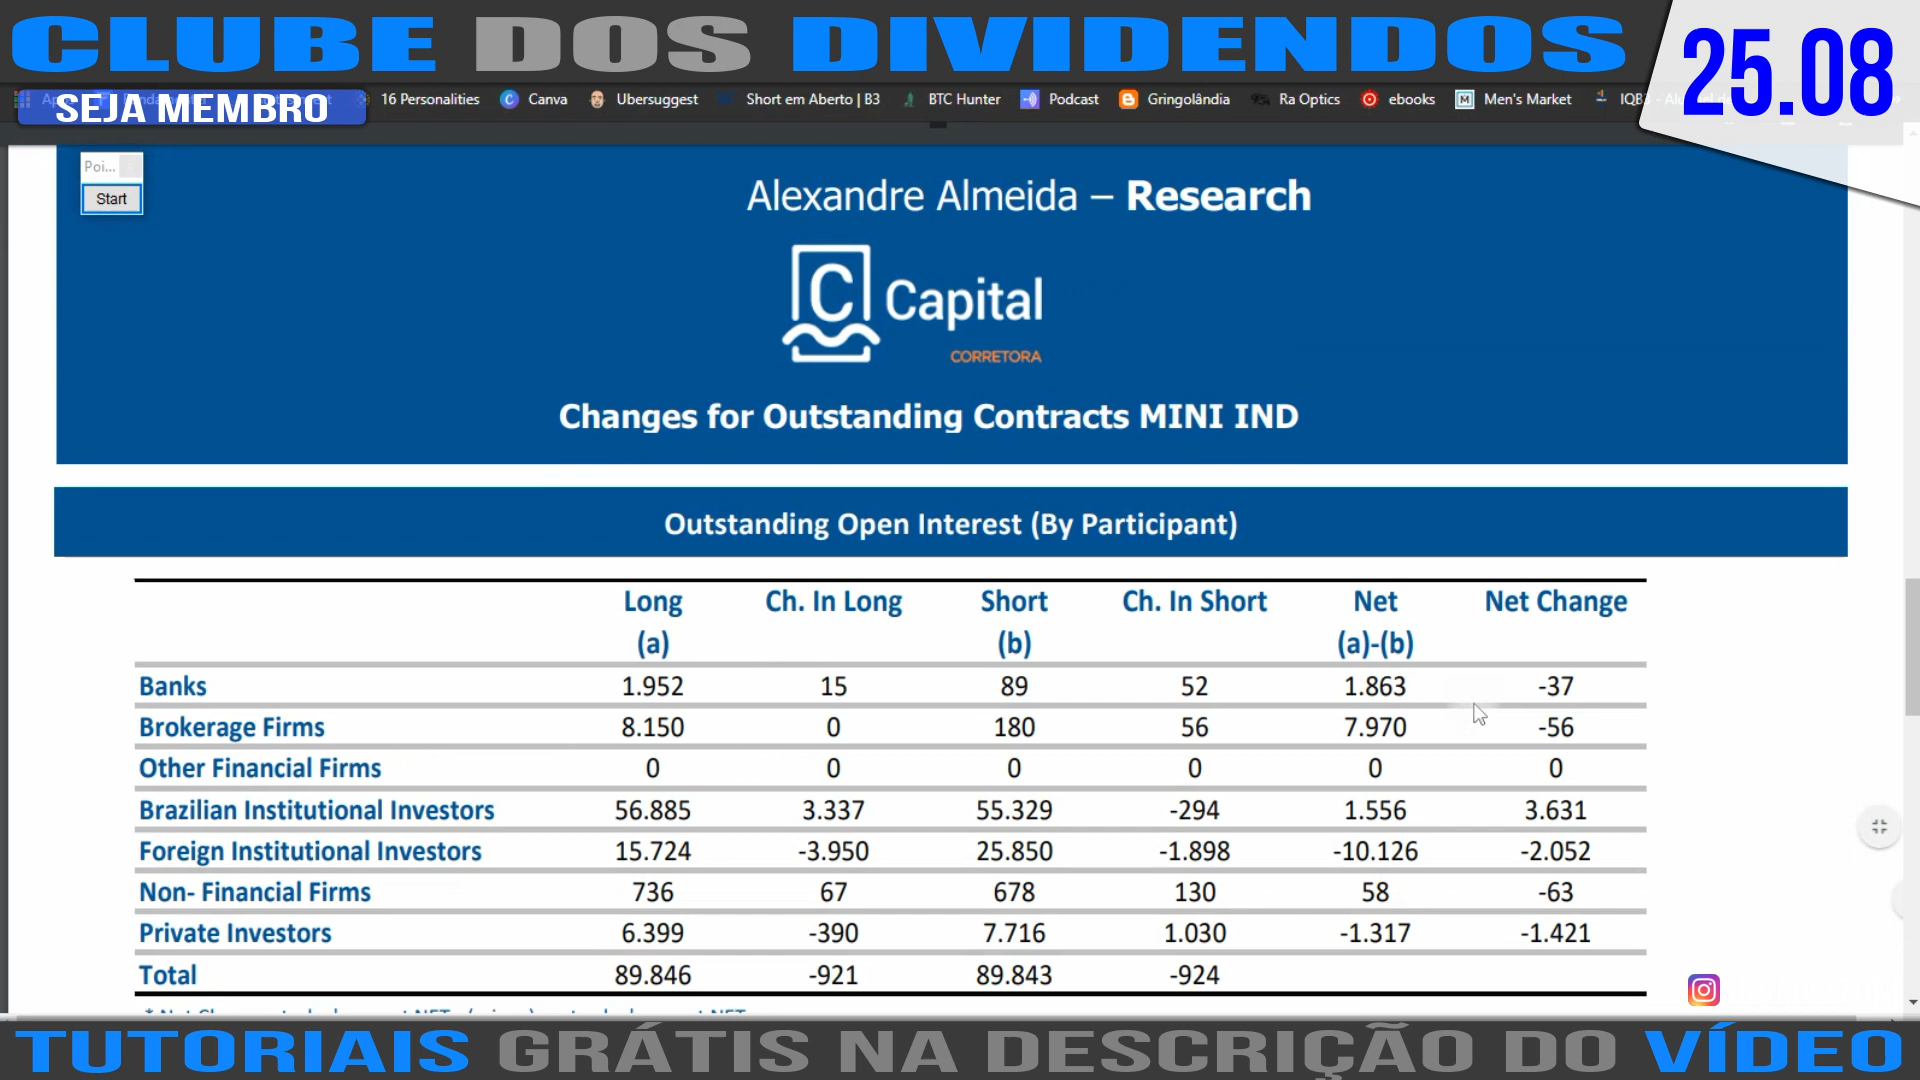 CLUBE DOS DIVIDENDOS
25.08
SEJA MEMBRO
16 Personalities
Canva
Ubersuggest
Short em Aberto | B3
BTC Hunter
Podcast
Gringolândia
Ra Optics
ebooks
Men's Market
Poi...
Start
Alexandre Almeida – Research
C Capital
CORRETORA
Changes for Outstanding Contracts MINI IND
Outstanding Open Interest (By Participant)
Long Ch. In Long Short Ch. In Short Net Net Change
(a) (b) (a)-(b)
Banks 1.952 15 89 52 1.863 -37
Brokerage Firms 8.150 0 180 56 7.970 -56
Other Financial Firms 0 0 0 0 0 0
Brazilian Institutional Investors 56.885 3.337 55.329 -294 1.556 3.631
Foreign Institutional Investors 15.724 -3.950 25.850 -1.898 -10.126 -2.052
Non- Financial Firms 736 67 678 130 58 -63
Private Investors 6.399 -390 7.716 1.030 -1.317 -1.421
Total 89.846 -921 89.843 -924
TUTORIAIS GRÁTIS NA DESCRIÇÃO DO VÍDEO